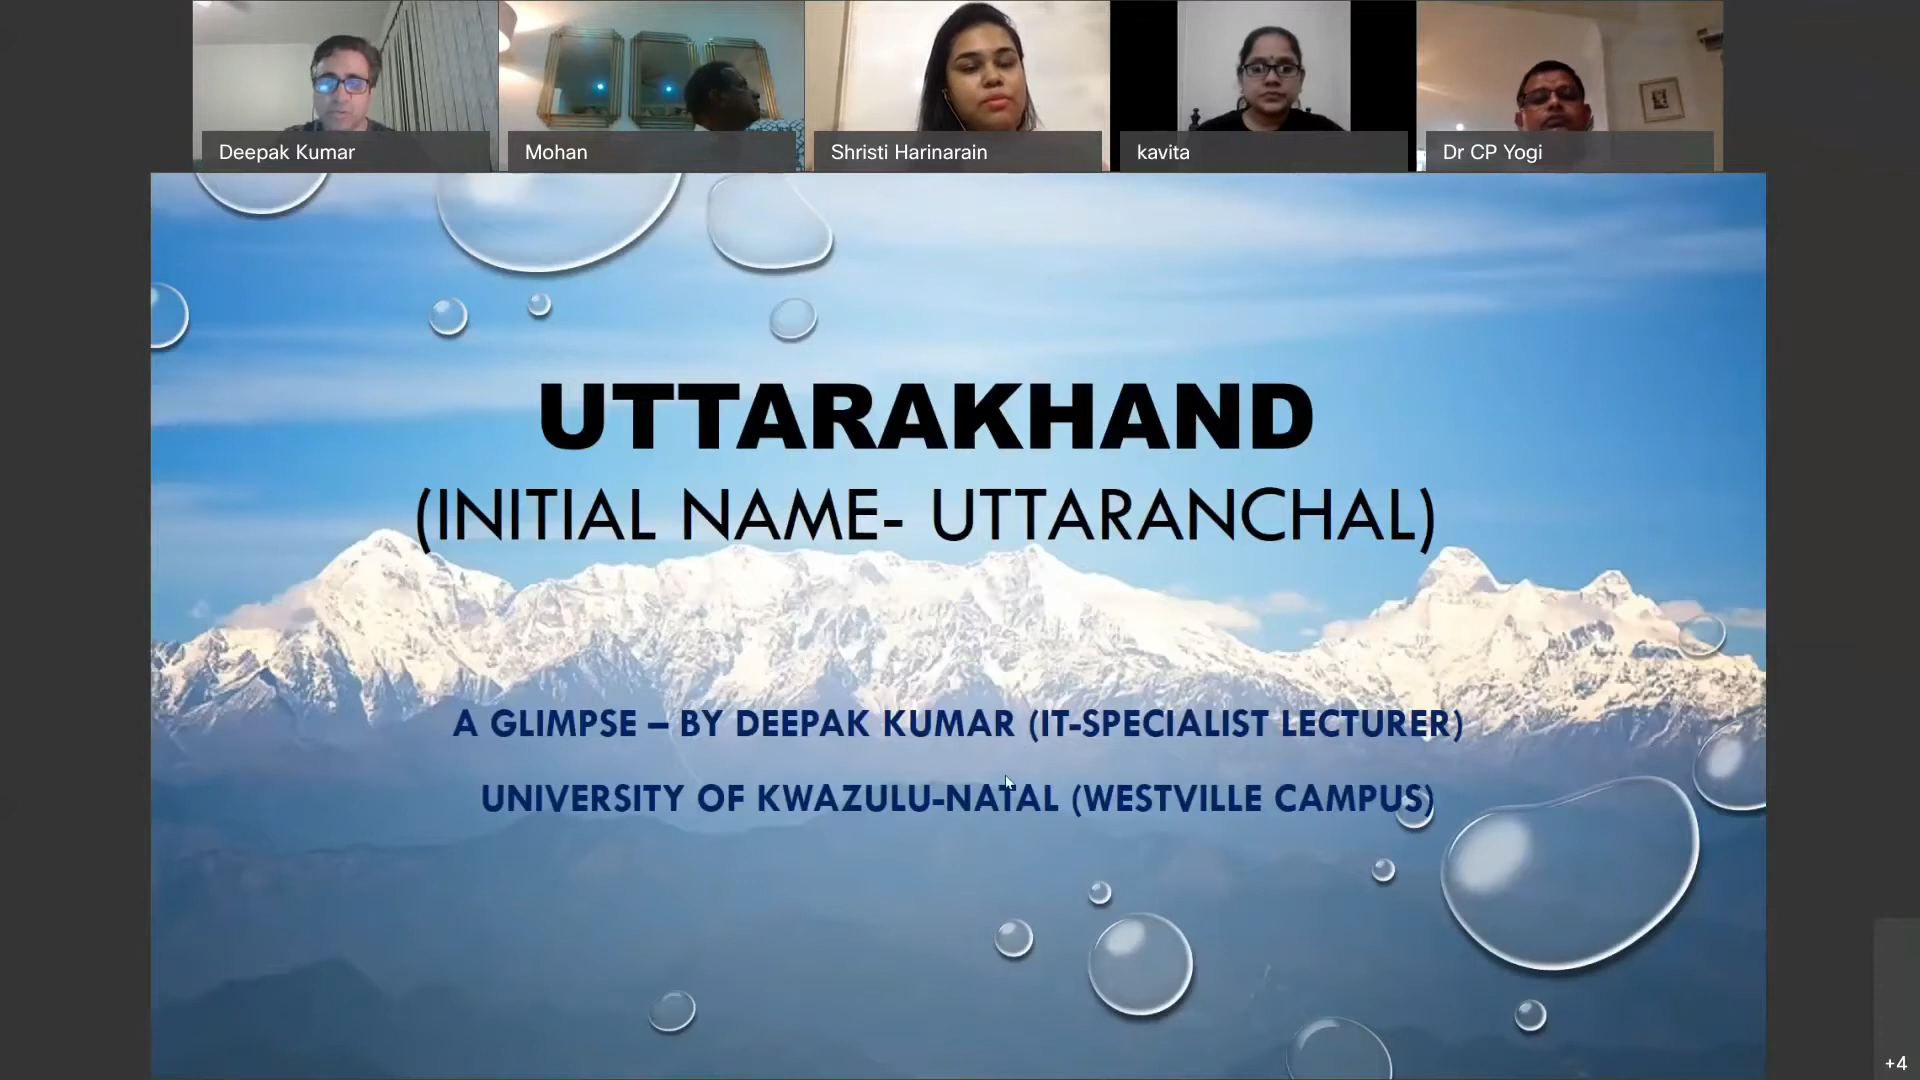 Deepak Kumar
Mohan
Shristi Harinarain
kavita
Dr CP Yogi
UTTARAKHAND
(INITIAL NAME- UTTARANCHAL)
A GLIMPSE – BY DEEPAK KUMAR (IT-SPECIALIST LECTURER)
UNIVERSITY OF KWAZULU-NATAL (WESTVILLE CAMPUS)
+4